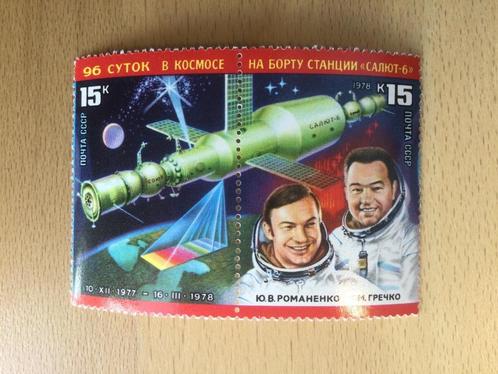 96 СУТОК В КОСМОСЕ НА БОРТУ СТАНЦИИ «САЛЮТ-6»
15К
ПОЧТА СССР
1978
К15
ПОЧТА СССР
САЛЮТ-6
10·XII·1977 – 16·III·1978
Ю.В.РОМАНЕНКО
М.ГРЕЧКО